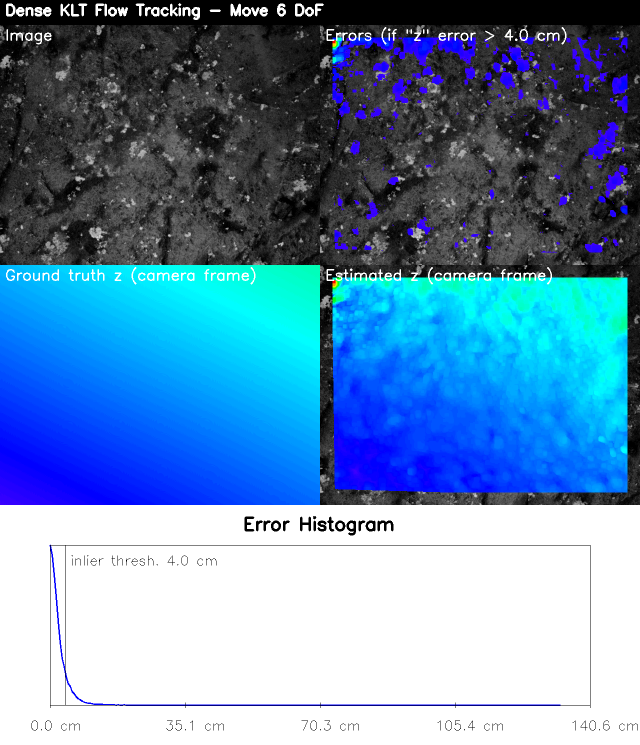 Dense KLT Flow Tracking - Move 6 DoF
Image
Errors (if "z" error > 4.0 cm)
Ground truth z (camera frame)
Estimated z (camera frame)
Error Histogram
inlier thresh. 4.0 cm
0.0 cm 35.1 cm 70.3 cm 105.4 cm 140.6 cm